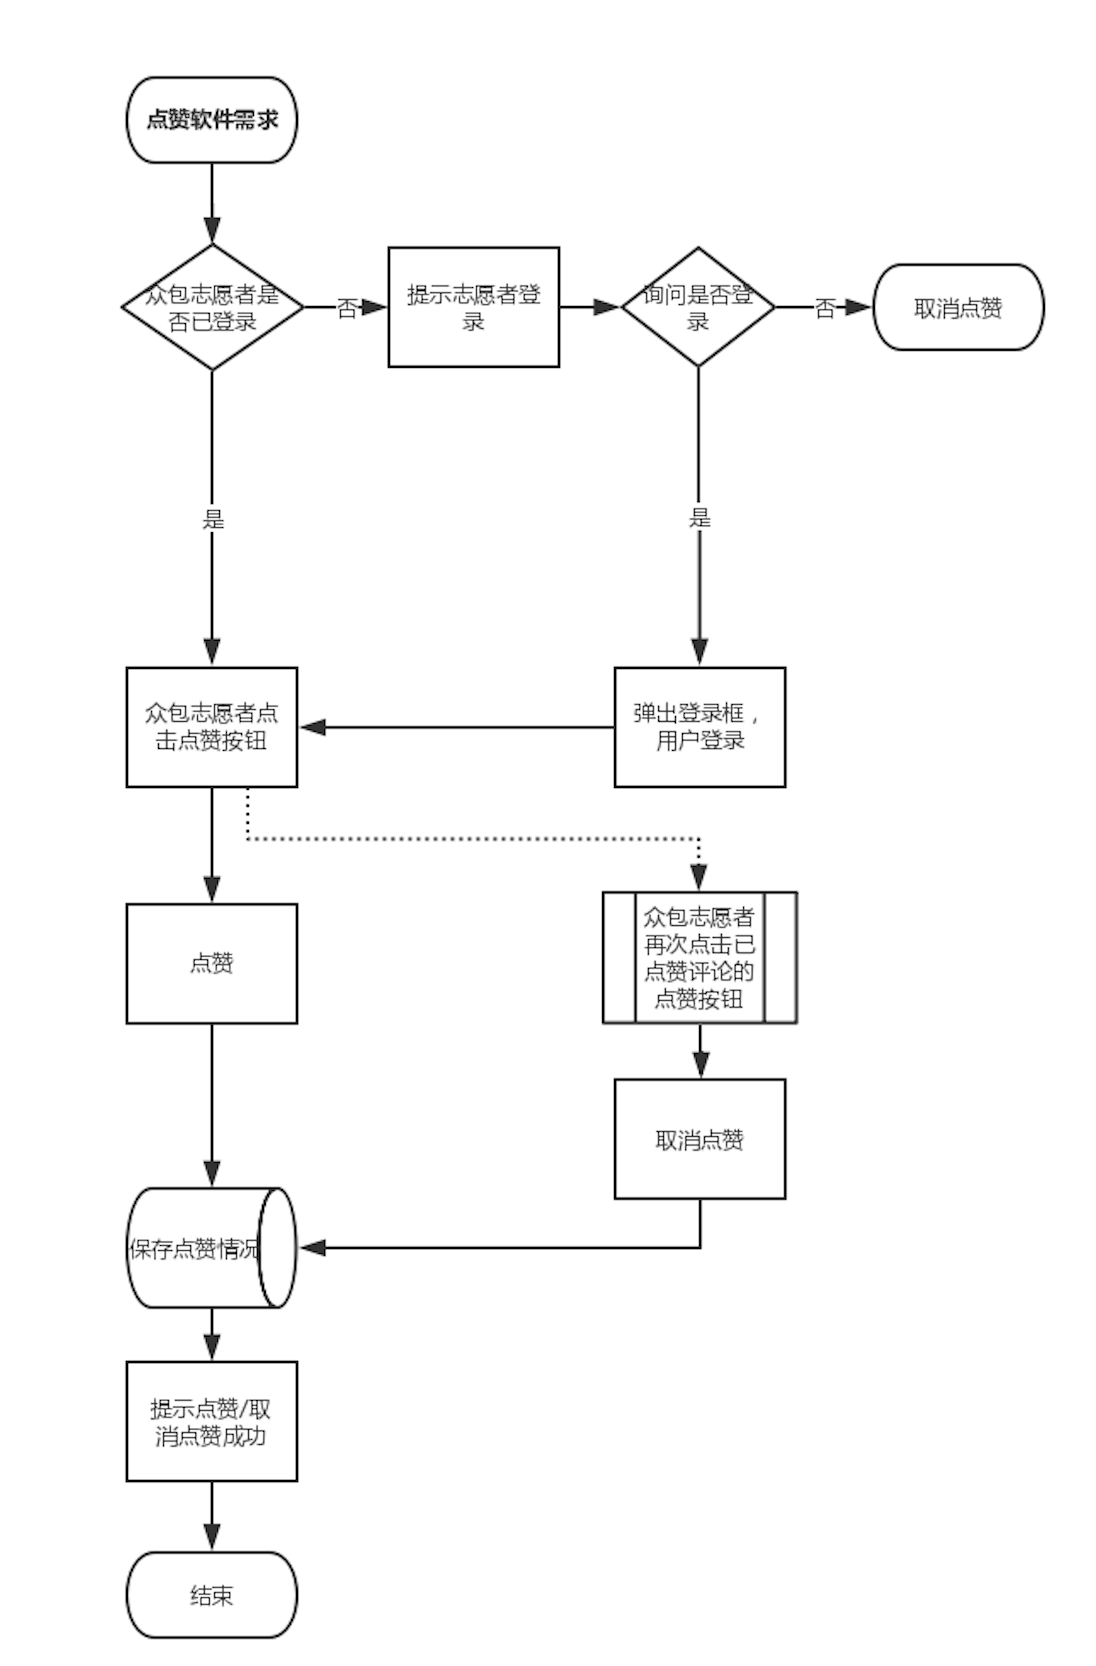 点赞软件需求
众包志愿者是
否已登录
否
提示志愿者登
录
询问是否登
录
否
取消点赞
是
是
众包志愿者点
击点赞按钮
弹出登录框，
用户登录
点赞
众包志愿者
再次点击已
点赞评论的
点赞按钮
取消点赞
保存点赞情况
提示点赞/取
消点赞成功
结束